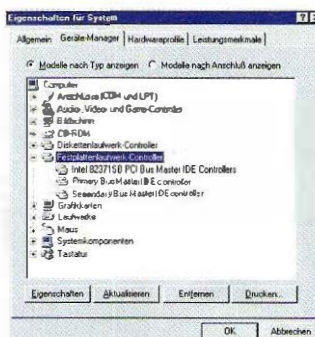 Eigenschaften für System
Allgemein Geräte-Manager Hardwareprofile Leistungsmerkmale
Modelle nach Typ anzeigen Modelle nach Anschluß anzeigen
Computer
Anschlüsse (COM und LPT)
Audio-, Video- und Game-Controller
Bildschirm
CD-ROM
Diskettenlaufwerk-Controller
Festplattenlaufwerk-Controller
Intel 82371SB PCI Bus Master IDE Controllers
Primary Bus Master IDE controller
Secondary Bus Master IDE controller
Grafikkarten
Laufwerke
Maus
Systemkomponenten
Tastatur
Eigenschaften Aktualisieren Entfernen Drucken...
OK Abbrechen